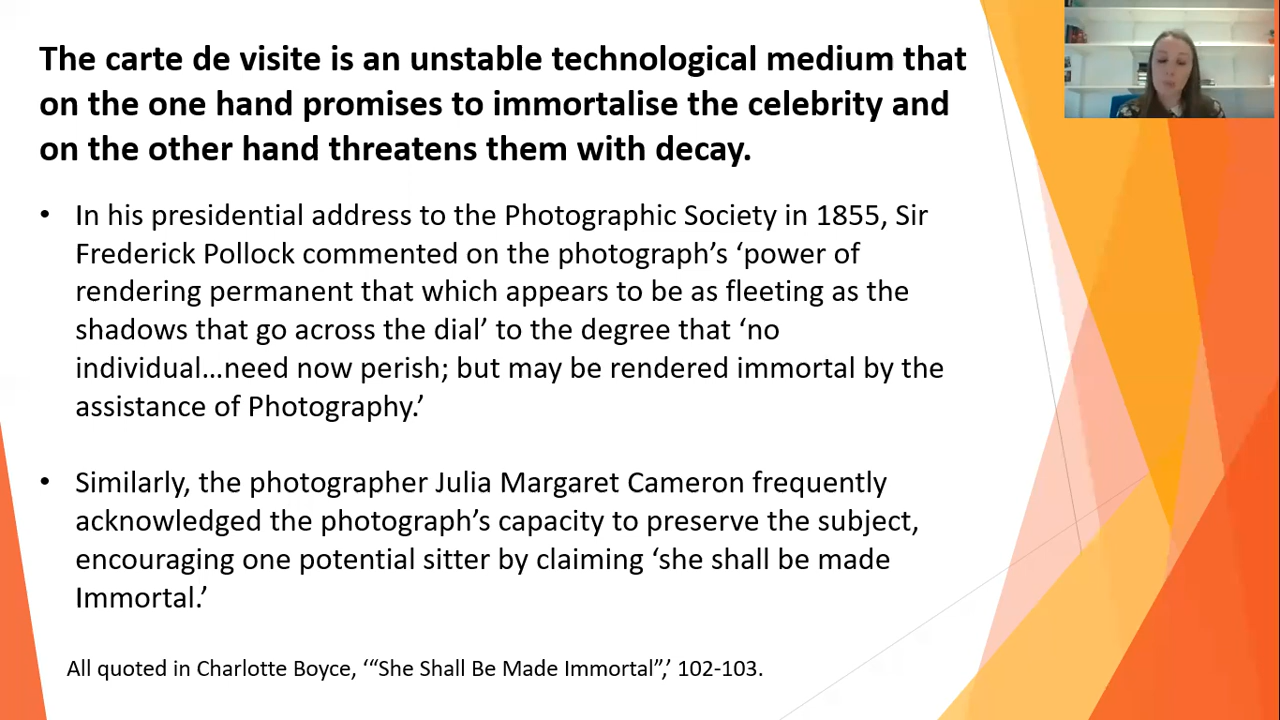 The carte de visite is an unstable technological medium that
on the one hand promises to immortalise the celebrity and
on the other hand threatens them with decay.
• In his presidential address to the Photographic Society in 1855, Sir
Frederick Pollock commented on the photograph’s ‘power of
rendering permanent that which appears to be as fleeting as the
shadows that go across the dial’ to the degree that ‘no
individual…need now perish; but may be rendered immortal by the
assistance of Photography.’
• Similarly, the photographer Julia Margaret Cameron frequently
acknowledged the photograph’s capacity to preserve the subject,
encouraging one potential sitter by claiming ‘she shall be made
Immortal.’
All quoted in Charlotte Boyce, ‘“She Shall Be Made Immortal”,’ 102-103.